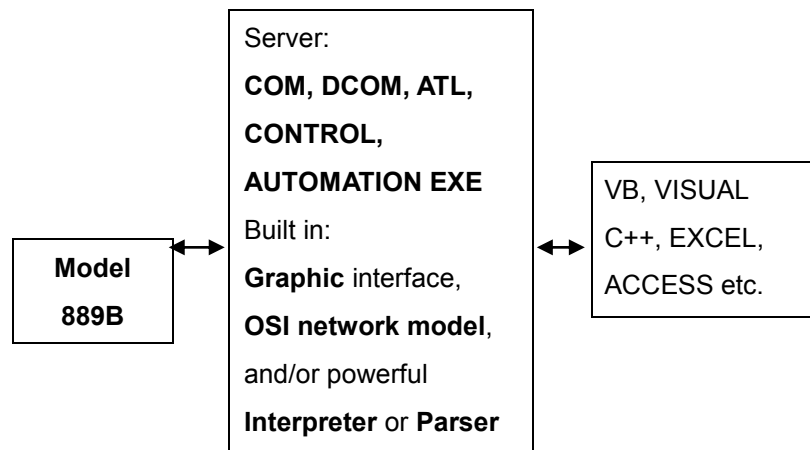 Model
889B
Server:
COM, DCOM, ATL,
CONTROL,
AUTOMATION EXE
Built in:
Graphic interface,
OSI network model,
and/or powerful
Interpreter or Parser
VB, VISUAL
C++, EXCEL,
ACCESS etc.